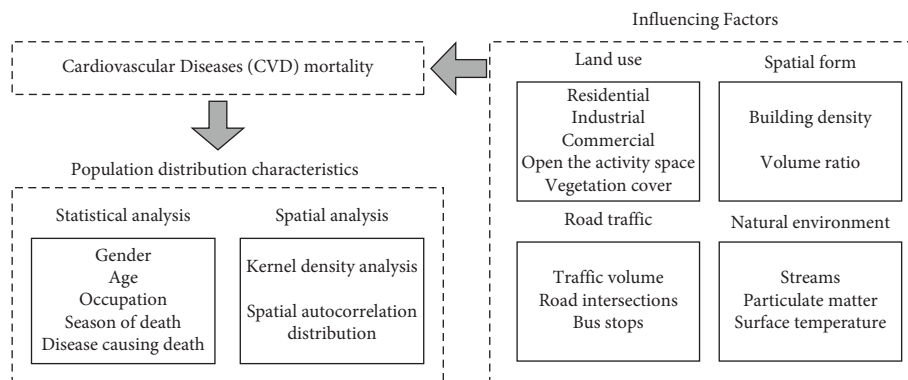 Influencing Factors
Cardiovascular Diseases (CVD) mortality
Population distribution characteristics
Statistical analysis
Gender
Age
Occupation
Season of death
Disease causing death
Spatial analysis
Kernel density analysis
Spatial autocorrelation
distribution
Land use
Residential
Industrial
Commercial
Open the activity space
Vegetation cover
Spatial form
Building density
Volume ratio
Road traffic
Traffic volume
Road intersections
Bus stops
Natural environment
Streams
Particulate matter
Surface temperature